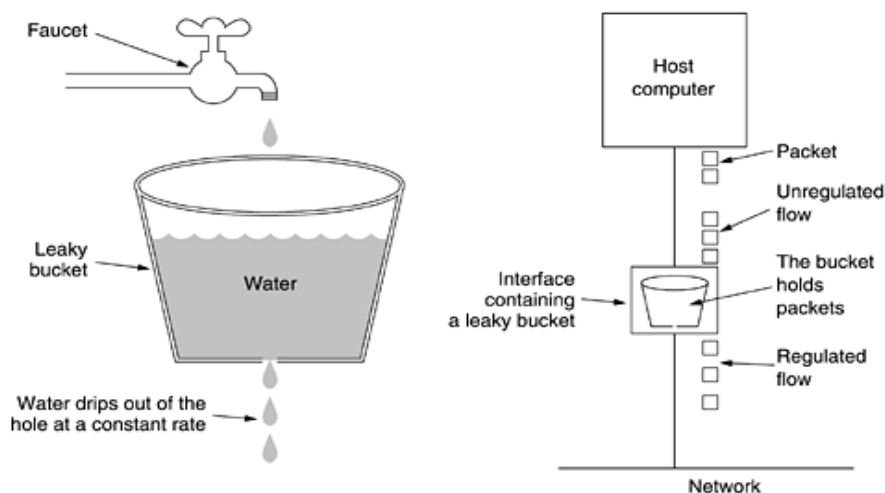 Faucet
Leaky
bucket
Water
Water drips out of the
hole at a constant rate
Host
computer
Packet
Unregulated
flow
Interface
containing
a leaky bucket
The bucket
holds
packets
Regulated
flow
Network